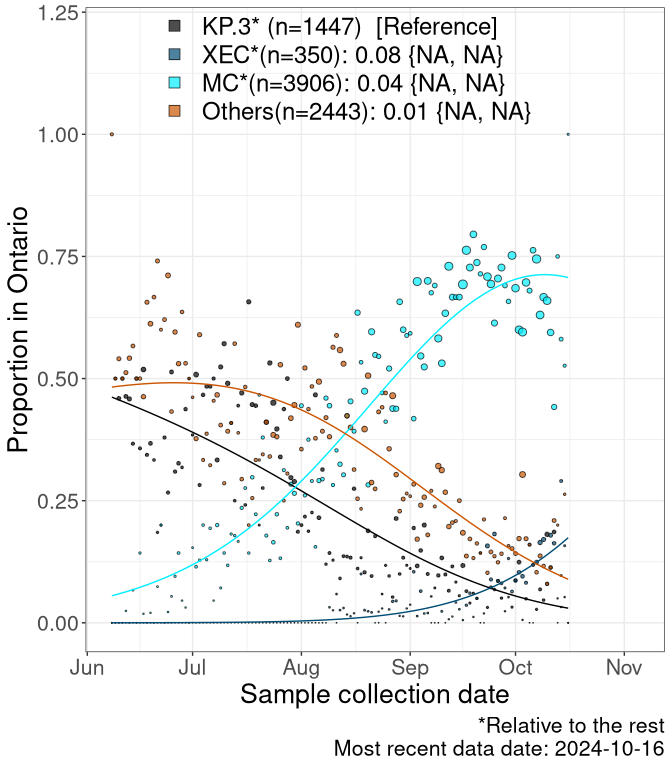 KP.3* (n=1447)  [Reference]
XEC*(n=350): 0.08 {NA, NA}
MC*(n=3906): 0.04 {NA, NA}
Others(n=2443): 0.01 {NA, NA}
Proportion in Ontario
1.25
1.00
0.75
0.50
0.25
0.00
Jun Jul Aug Sep Oct Nov
Sample collection date
*Relative to the rest
Most recent data date: 2024-10-16